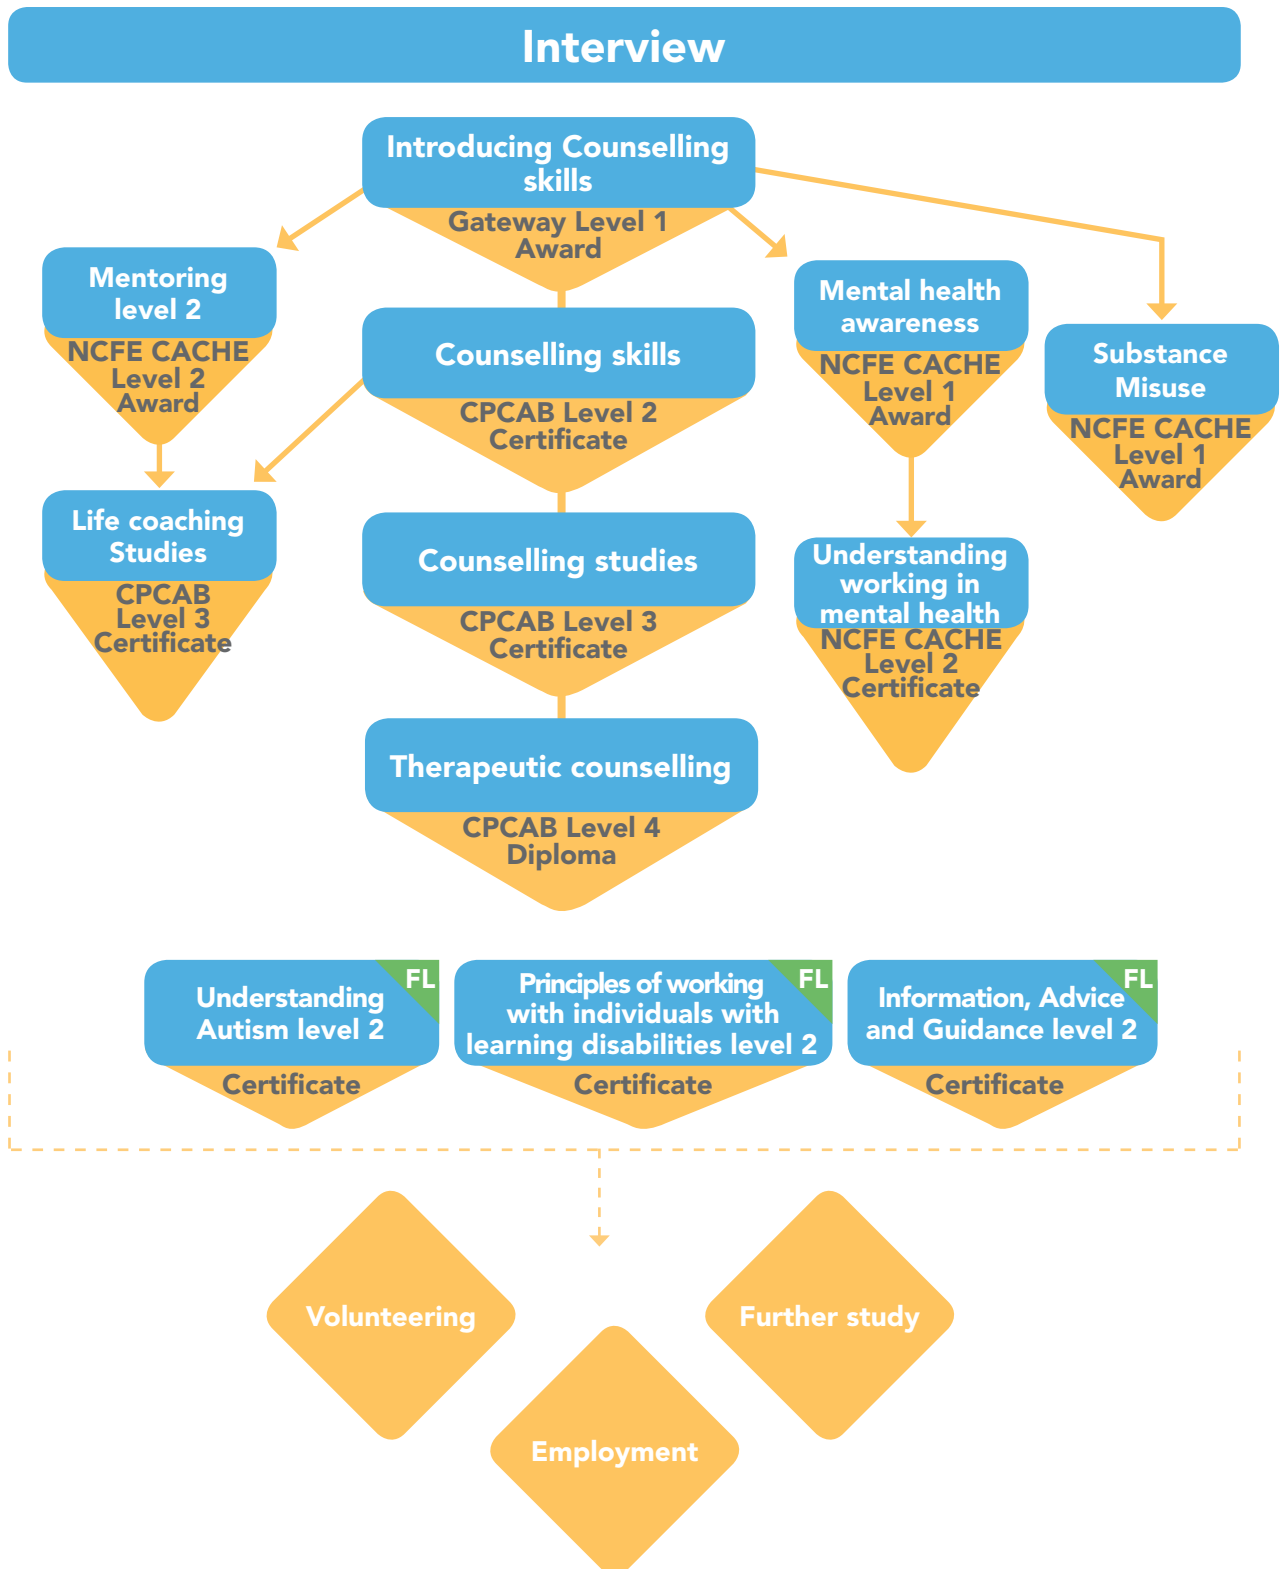 Interview
Introducing Counselling
skills
Gateway Level 1
Award
Mentoring
level 2
NCFE CACHE
Level 2
Award
Counselling skills
CPCAB Level 2
Certificate
Mental health
awareness
NCFE CACHE
Level 1
Award
Substance
Misuse
NCFE CACHE
Level 1
Award
Life coaching
Studies
CPCAB
Level 3
Certificate
Counselling studies
CPCAB Level 3
Certificate
Understanding
working in
mental health
NCFE CACHE
Level 2
Certificate
Therapeutic counselling
CPCAB Level 4
Diploma
Understanding
Autism level 2
FL
Certificate
Principles of working
with individuals with
learning disabilities level 2
FL
Certificate
Information, Advice
and Guidance level 2
FL
Certificate
Volunteering
Further study
Employment